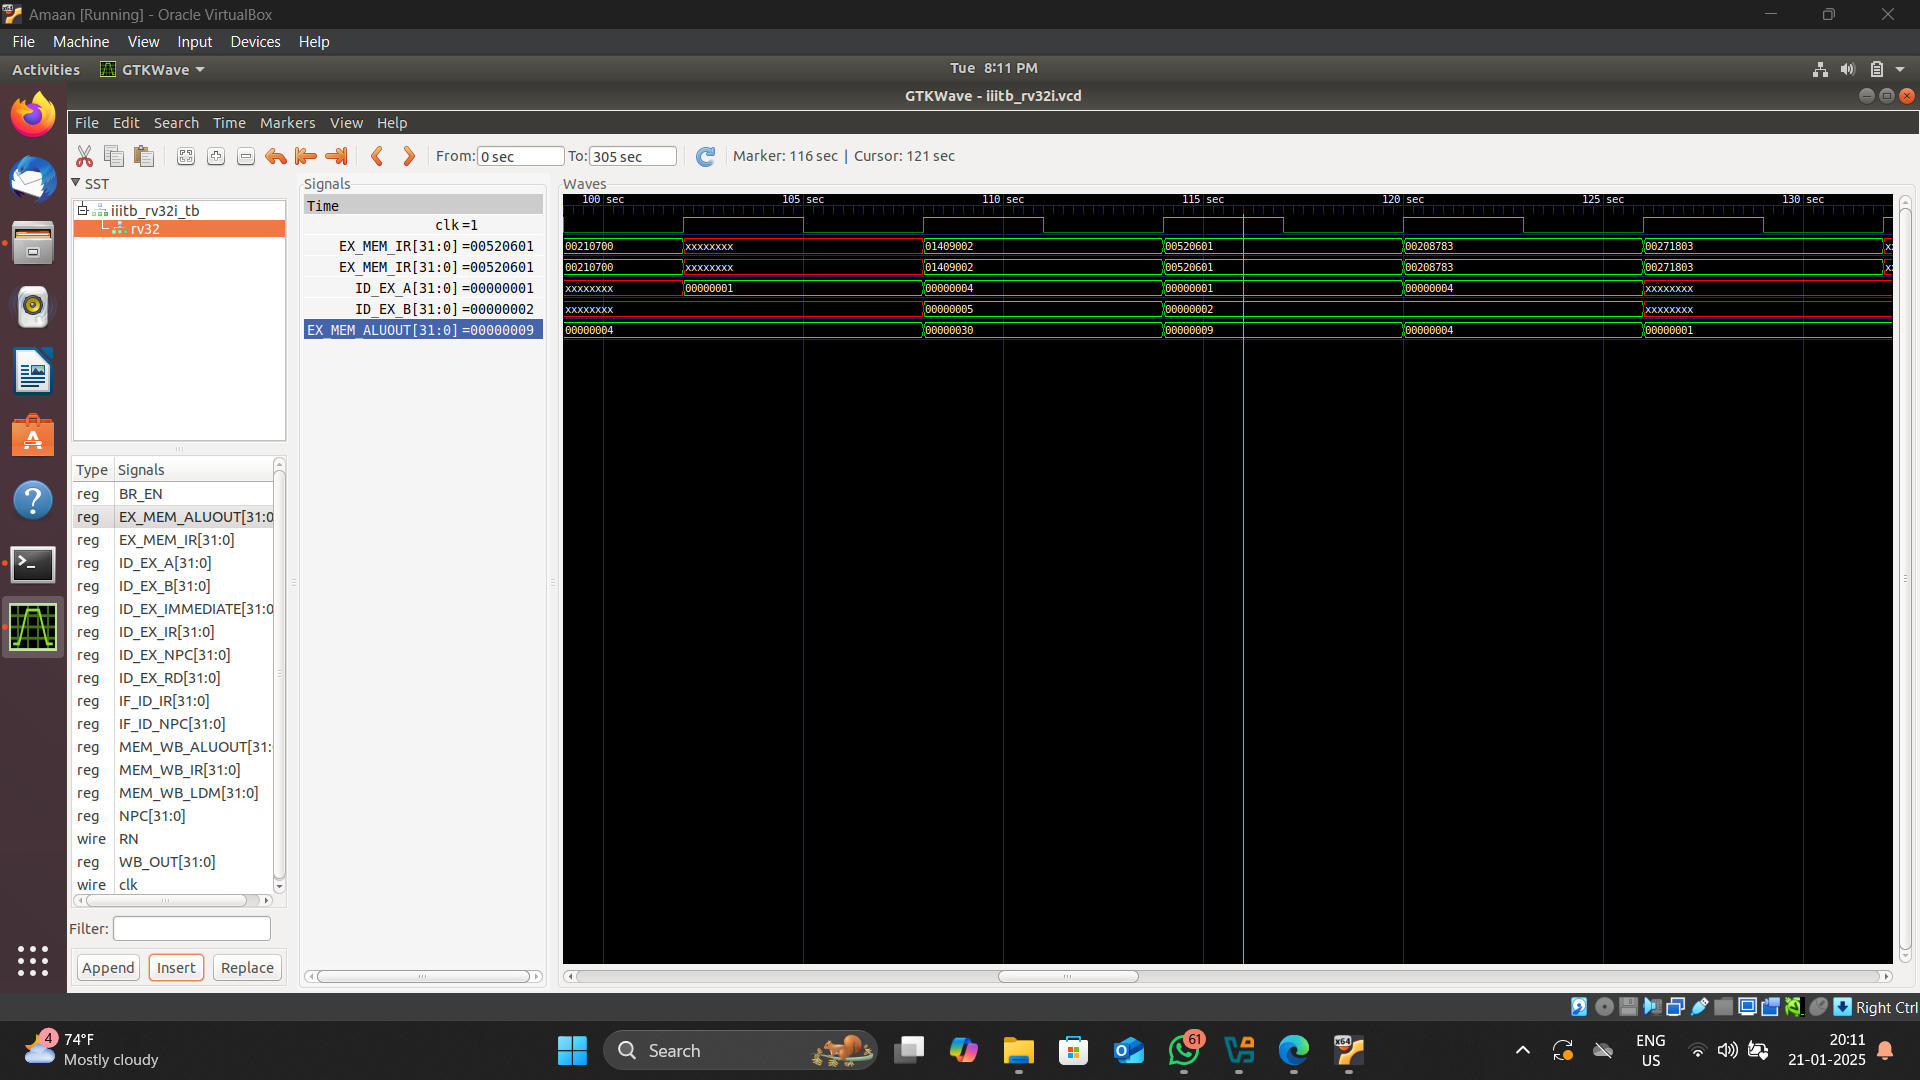 Amaan [Running] - Oracle VirtualBox
File Machine View Input Devices Help
Activities GTKWave Tue 8:11 PM
GTKWave - iiitb_rv32i.vcd
File Edit Search Time Markers View Help
From: 0 sec To: 305 sec Marker: 116 sec | Cursor: 121 sec
SST
iiitb_rv32i_tb
rv32
Type Signals
reg BR_EN
reg EX_MEM_ALUOUT[31:0
reg EX_MEM_IR[31:0]
reg ID_EX_A[31:0]
reg ID_EX_B[31:0]
reg ID_EX_IMMEDIATE[31:0
reg ID_EX_IR[31:0]
reg ID_EX_NPC[31:0]
reg ID_EX_RD[31:0]
reg IF_ID_IR[31:0]
reg IF_ID_NPC[31:0]
reg MEM_WB_ALUOUT[31:
reg MEM_WB_IR[31:0]
reg MEM_WB_LDM[31:0]
reg NPC[31:0]
wire RN
reg WB_OUT[31:0]
wire clk
Filter:
Append Insert Replace
Signals
Time
clk=1
EX_MEM_IR[31:0]=00520601
EX_MEM_IR[31:0]=00520601
ID_EX_A[31:0]=00000001
ID_EX_B[31:0]=00000002
EX_MEM_ALUOUT[31:0]=00000009
Waves
100 sec 105 sec 110 sec 115 sec 120 sec 125 sec 130 sec
00210700 xxxxxxxx 01409002 00520601 00208783 00271803 xx
00210700 xxxxxxxx 01409002 00520601 00208783 00271803 xx
xxxxxxxx 00000001 00000004 00000001 00000004 xxxxxxxx
xxxxxxxx 00000005 00000002 xxxxxxxx
00000004 00000030 00000009 00000004 00000001
Right Ctrl
4 74°F
Mostly cloudy
Search
x64
61
x64
ENG
US
20:11
21-01-2025